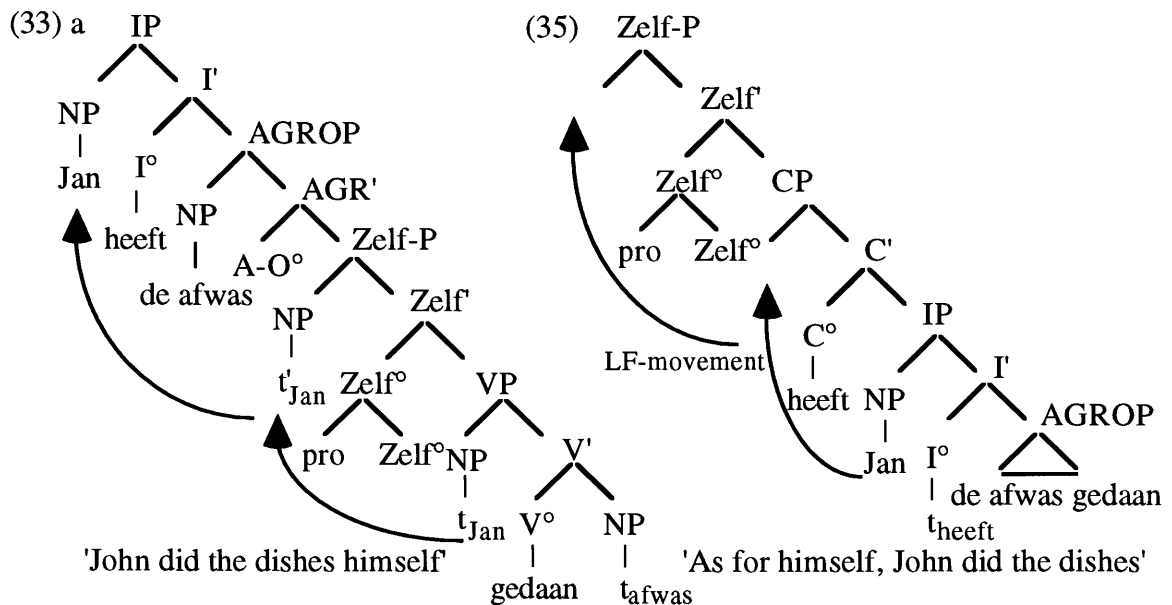 (33) a IP
NP I'
Jan I° AGROP
heeft NP AGR'
de afwas A-O° Zelf-P
NP Zelf'
t'Jan Zelf° VP
pro Zelf° NP V'
tJan V° NP
gedaan tafwas
'John did the dishes himself'
(35) Zelf-P
Zelf'
Zelf° CP
pro Zelf° C'
C° IP
LF-movement
heeft NP I'
Jan I° AGROP
theeft de afwas gedaan
'As for himself, John did the dishes'